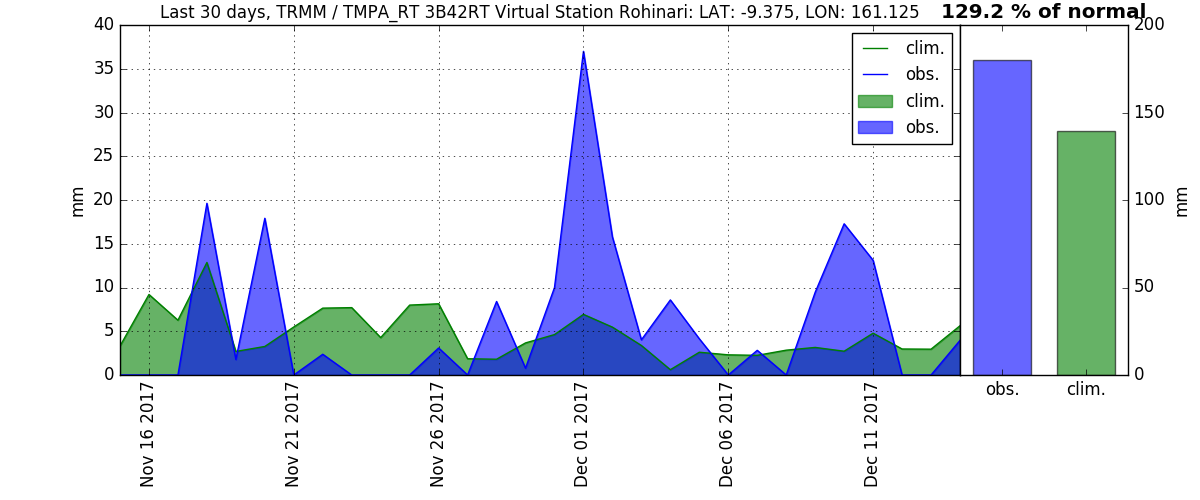 Last 30 days, TRMM / TMPA_RT 3B42RT Virtual Station Rohinari: LAT: -9.375, LON: 161.125
129.2 % of normal
40
35
30
25
20
15
10
5
0
mm
clim.
obs.
clim.
obs.
200
150
100
50
0
mm
obs.
clim.
Nov 16 2017
Nov 21 2017
Nov 26 2017
Dec 01 2017
Dec 06 2017
Dec 11 2017